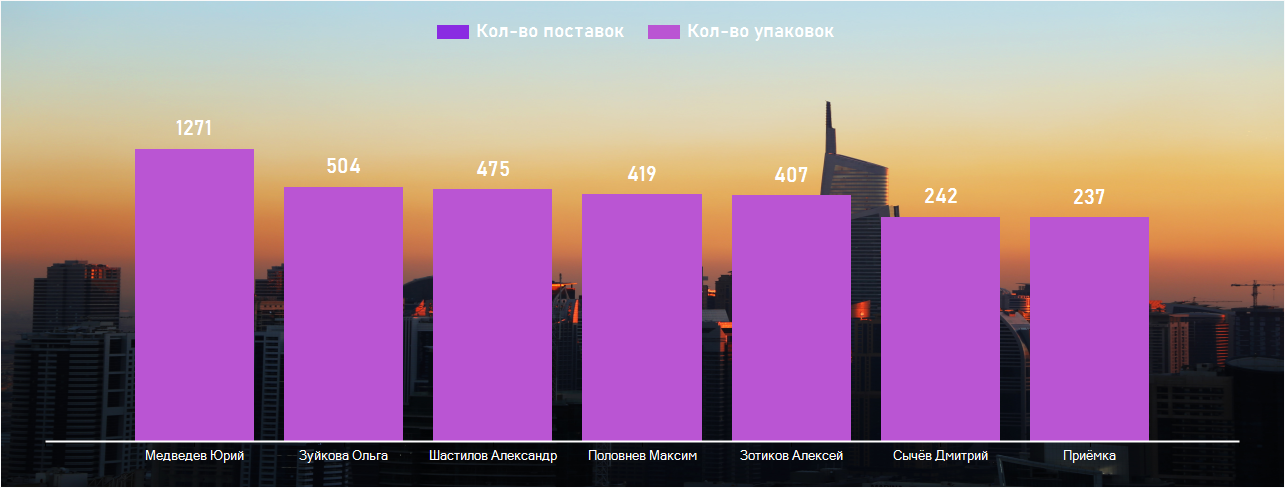 Кол-во поставок Кол-во упаковок
1271
504
475
419
407
242
237
Медведев Юрий
Зуйкова Ольга
Шастилов Александр
Половнев Максим
Зотиков Алексей
Сычёв Дмитрий
Приёмка